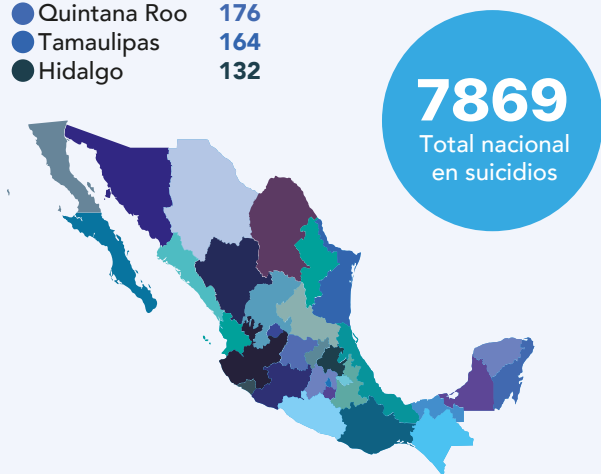 Quintana Roo 176
Tamaulipas 164
Hidalgo 132
7869
Total nacional
en suicidios